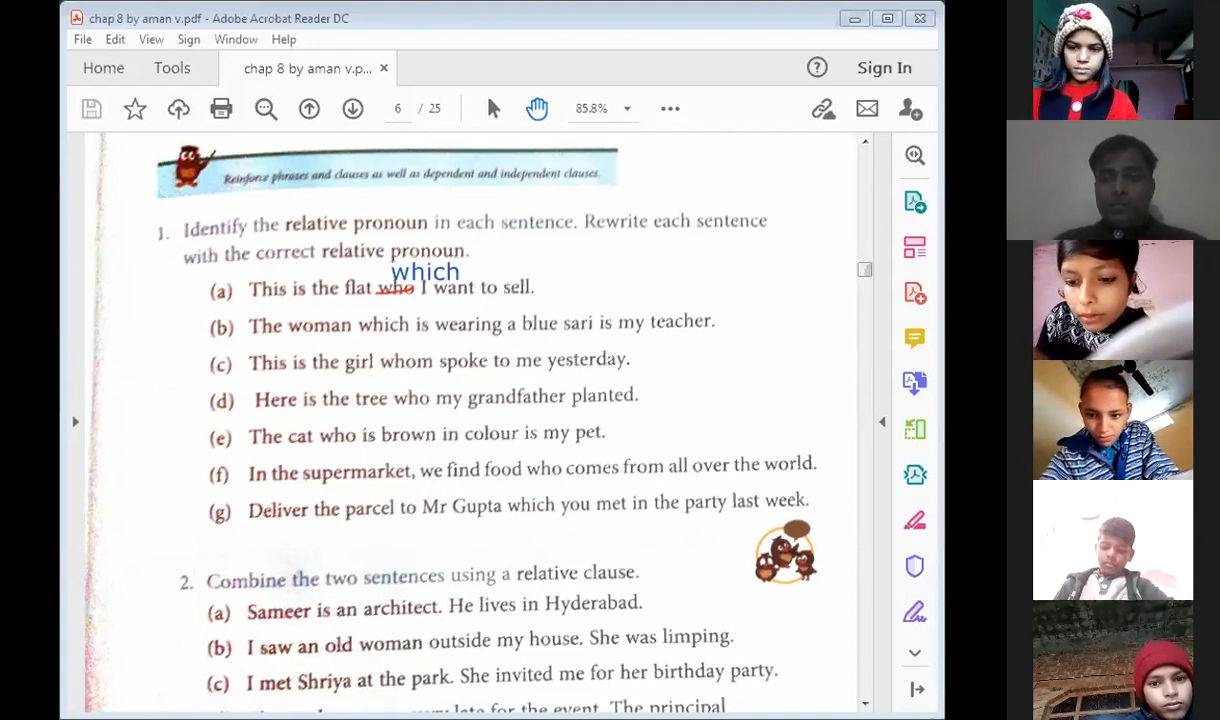 chap 8 by aman v.pdf - Adobe Acrobat Reader DC
File Edit View Sign Window Help
Home Tools chap 8 by aman v.p... × ? Sign In
6 / 25 85.8%
Reinforce phrases and clauses as well as dependent and independent clauses.
1. Identify the relative pronoun in each sentence. Rewrite each sentence
with the correct relative pronoun.
which
(a) This is the flat who I want to sell.
(b) The woman which is wearing a blue sari is my teacher.
(c) This is the girl whom spoke to me yesterday.
(d) Here is the tree who my grandfather planted.
(e) The cat who is brown in colour is my pet.
(f) In the supermarket, we find food who comes from all over the world.
(g) Deliver the parcel to Mr Gupta which you met in the party last week.
2. Combine the two sentences using a relative clause.
(a) Sameer is an architect. He lives in Hyderabad.
(b) I saw an old woman outside my house. She was limping.
(c) I met Shriya at the park. She invited me for her birthday party.
late for the event. The principal